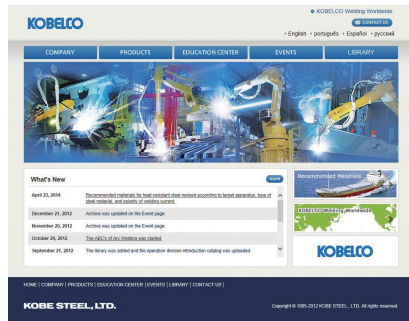 KOBELCO Welding Worldwide
KOBELCO
CONTACT US
English português Español русский
COMPANY PRODUCTS EDUCATION CENTER EVENTS LIBRARY
What's New
more
April 23, 2014 Recommended materials for heat-resistant steel revised according to target apparatus, type of
steel material, and polarity of welding current.
December 21, 2012 Archive was updated on the Event page.
November 20, 2012 Archive was updated on the Event page.
October 29, 2012 The ABC's of Arc Welding was started.
September 21, 2012 The library was added and the operation division introduction catalog was uploaded.
Recommended Materials
KOBELCO Welding Worldwide
KOBELCO
HOME | COMPANY | PRODUCTS | EDUCATION CENTER | EVENTS | LIBRARY | CONTACT US |
KOBE STEEL, LTD.
Copyright © 1995-2012 KOBE STEEL., LTD. All rights reserved.